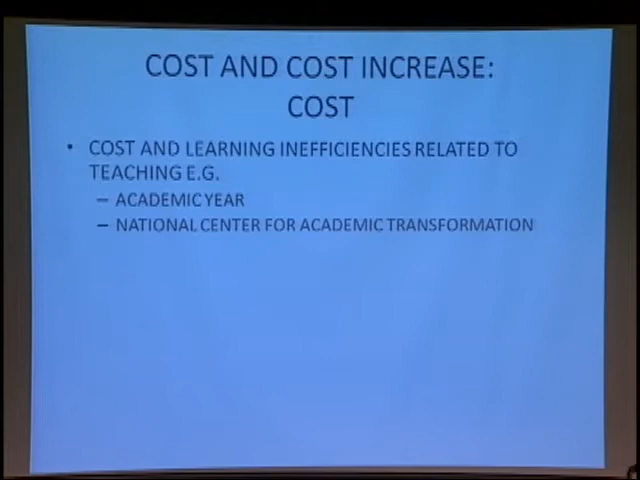 COST AND COST INCREASE:
COST
• COST AND LEARNING INEFFICIENCIES RELATED TO
TEACHING E.G.
– ACADEMIC YEAR
– NATIONAL CENTER FOR ACADEMIC TRANSFORMATION